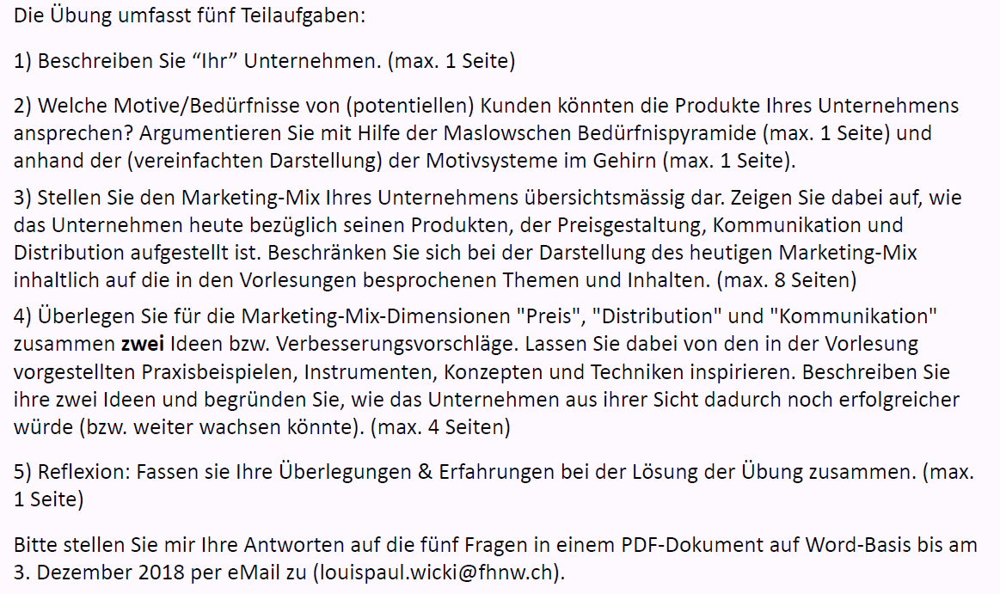 Die Übung umfasst fünf Teilaufgaben:
1) Beschreiben Sie “Ihr” Unternehmen. (max. 1 Seite)
2) Welche Motive/Bedürfnisse von (potentiellen) Kunden könnten die Produkte Ihres Unternehmens
ansprechen? Argumentieren Sie mit Hilfe der Maslowschen Bedürfnispyramide (max. 1 Seite) und
anhand der (vereinfachten Darstellung) der Motivsysteme im Gehirn (max. 1 Seite).
3) Stellen Sie den Marketing-Mix Ihres Unternehmens übersichtsmässig dar. Zeigen Sie dabei auf, wie
das Unternehmen heute bezüglich seinen Produkten, der Preisgestaltung, Kommunikation und
Distribution aufgestellt ist. Beschränken Sie sich bei der Darstellung des heutigen Marketing-Mix
inhaltlich auf die in den Vorlesungen besprochenen Themen und Inhalten. (max. 8 Seiten)
4) Überlegen Sie für die Marketing-Mix-Dimensionen "Preis", "Distribution" und "Kommunikation"
zusammen zwei Ideen bzw. Verbesserungsvorschläge. Lassen Sie dabei von den in der Vorlesung
vorgestellten Praxisbeispielen, Instrumenten, Konzepten und Techniken inspirieren. Beschreiben Sie
ihre zwei Ideen und begründen Sie, wie das Unternehmen aus ihrer Sicht dadurch noch erfolgreicher
würde (bzw. weiter wachsen könnte). (max. 4 Seiten)
5) Reflexion: Fassen sie Ihre Überlegungen & Erfahrungen bei der Lösung der Übung zusammen. (max.
1 Seite)
Bitte stellen Sie mir Ihre Antworten auf die fünf Fragen in einem PDF-Dokument auf Word-Basis bis am
3. Dezember 2018 per eMail zu (louispaul.wicki@fhnw.ch).